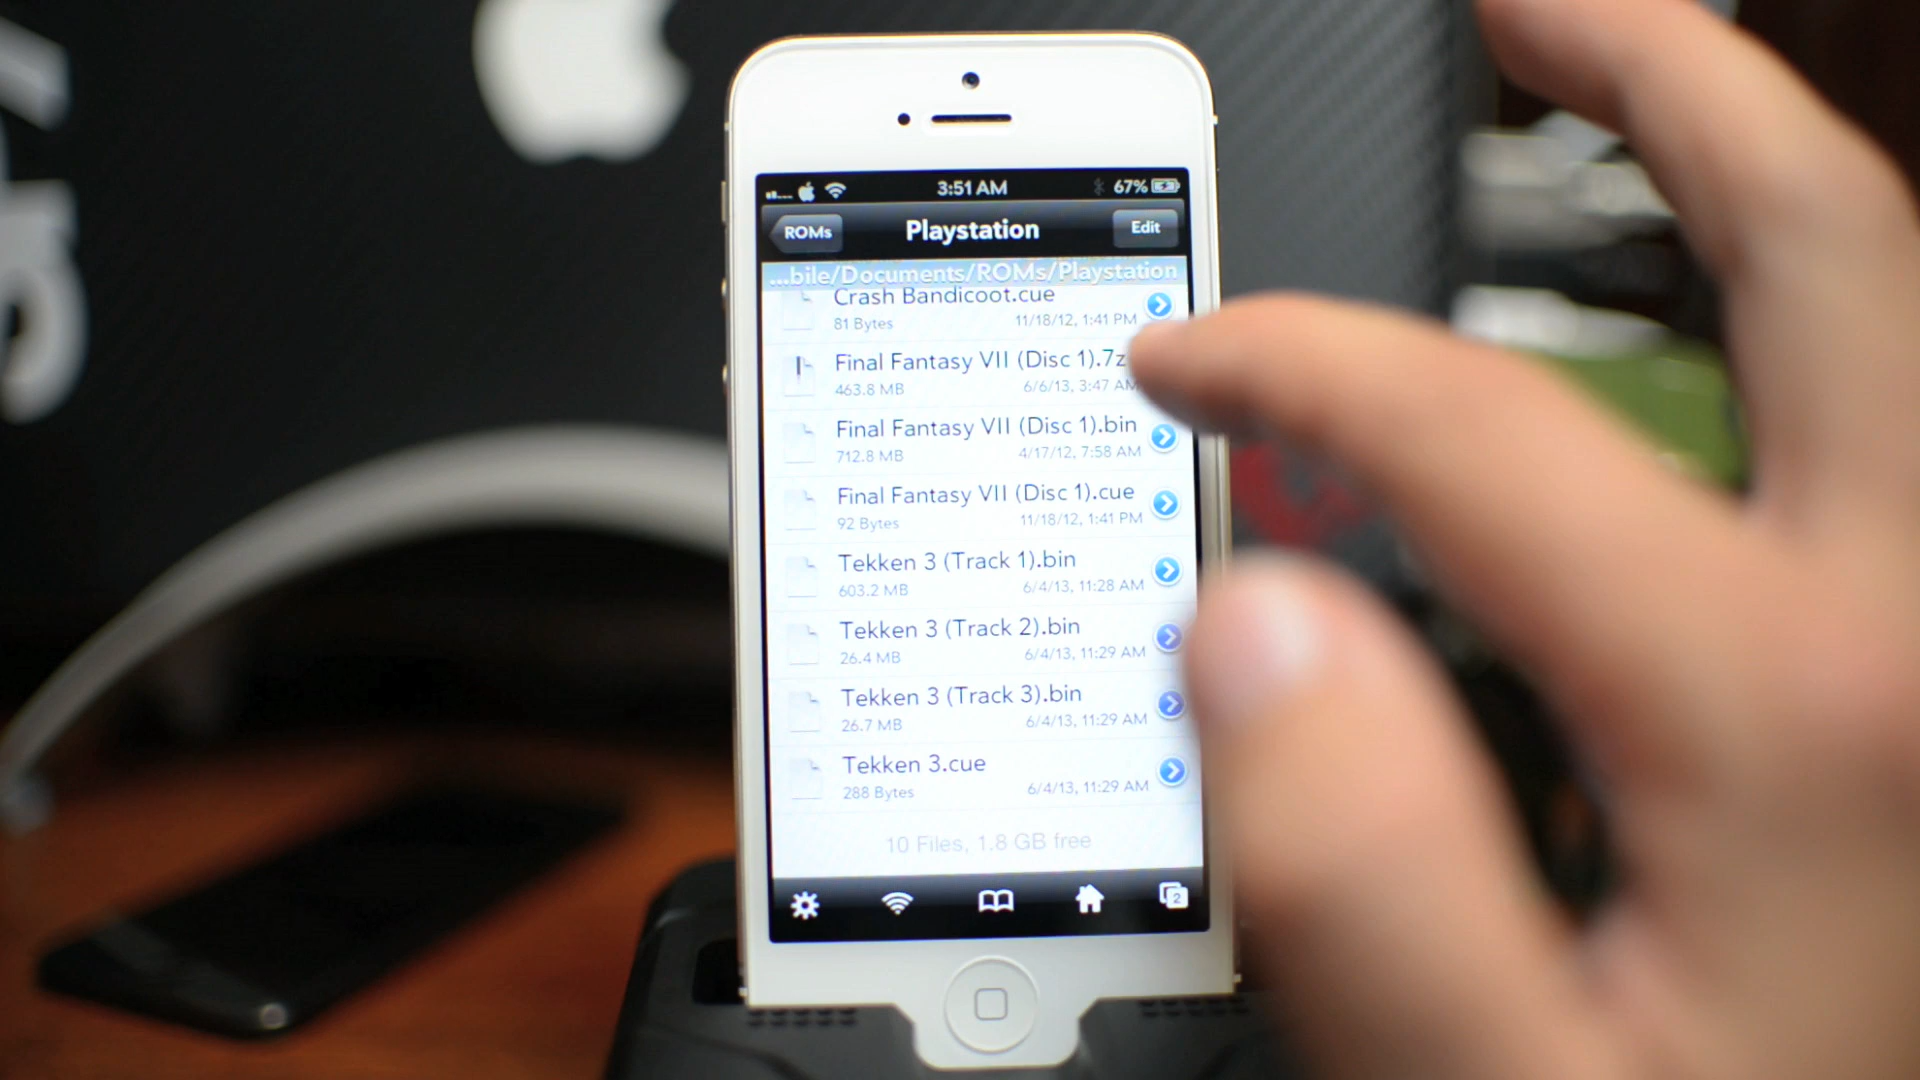 3:51 AM
67%
ROMs
Playstation
Edit
...bile/Documents/ROMs/Playstation
Crash Bandicoot.cue
81 Bytes
11/18/12, 1:41 PM
Final Fantasy VII (Disc 1).7z
463.8 MB
6/6/13, 3:47 AM
Final Fantasy VII (Disc 1).bin
712.8 MB
4/17/12, 7:58 AM
Final Fantasy VII (Disc 1).cue
92 Bytes
11/18/12, 1:41 PM
Tekken 3 (Track 1).bin
603.2 MB
6/4/13, 11:28 AM
Tekken 3 (Track 2).bin
26.4 MB
6/4/13, 11:29 AM
Tekken 3 (Track 3).bin
26.7 MB
6/4/13, 11:29 AM
Tekken 3.cue
288 Bytes
6/4/13, 11:29 AM
10 Files, 1.8 GB free
2